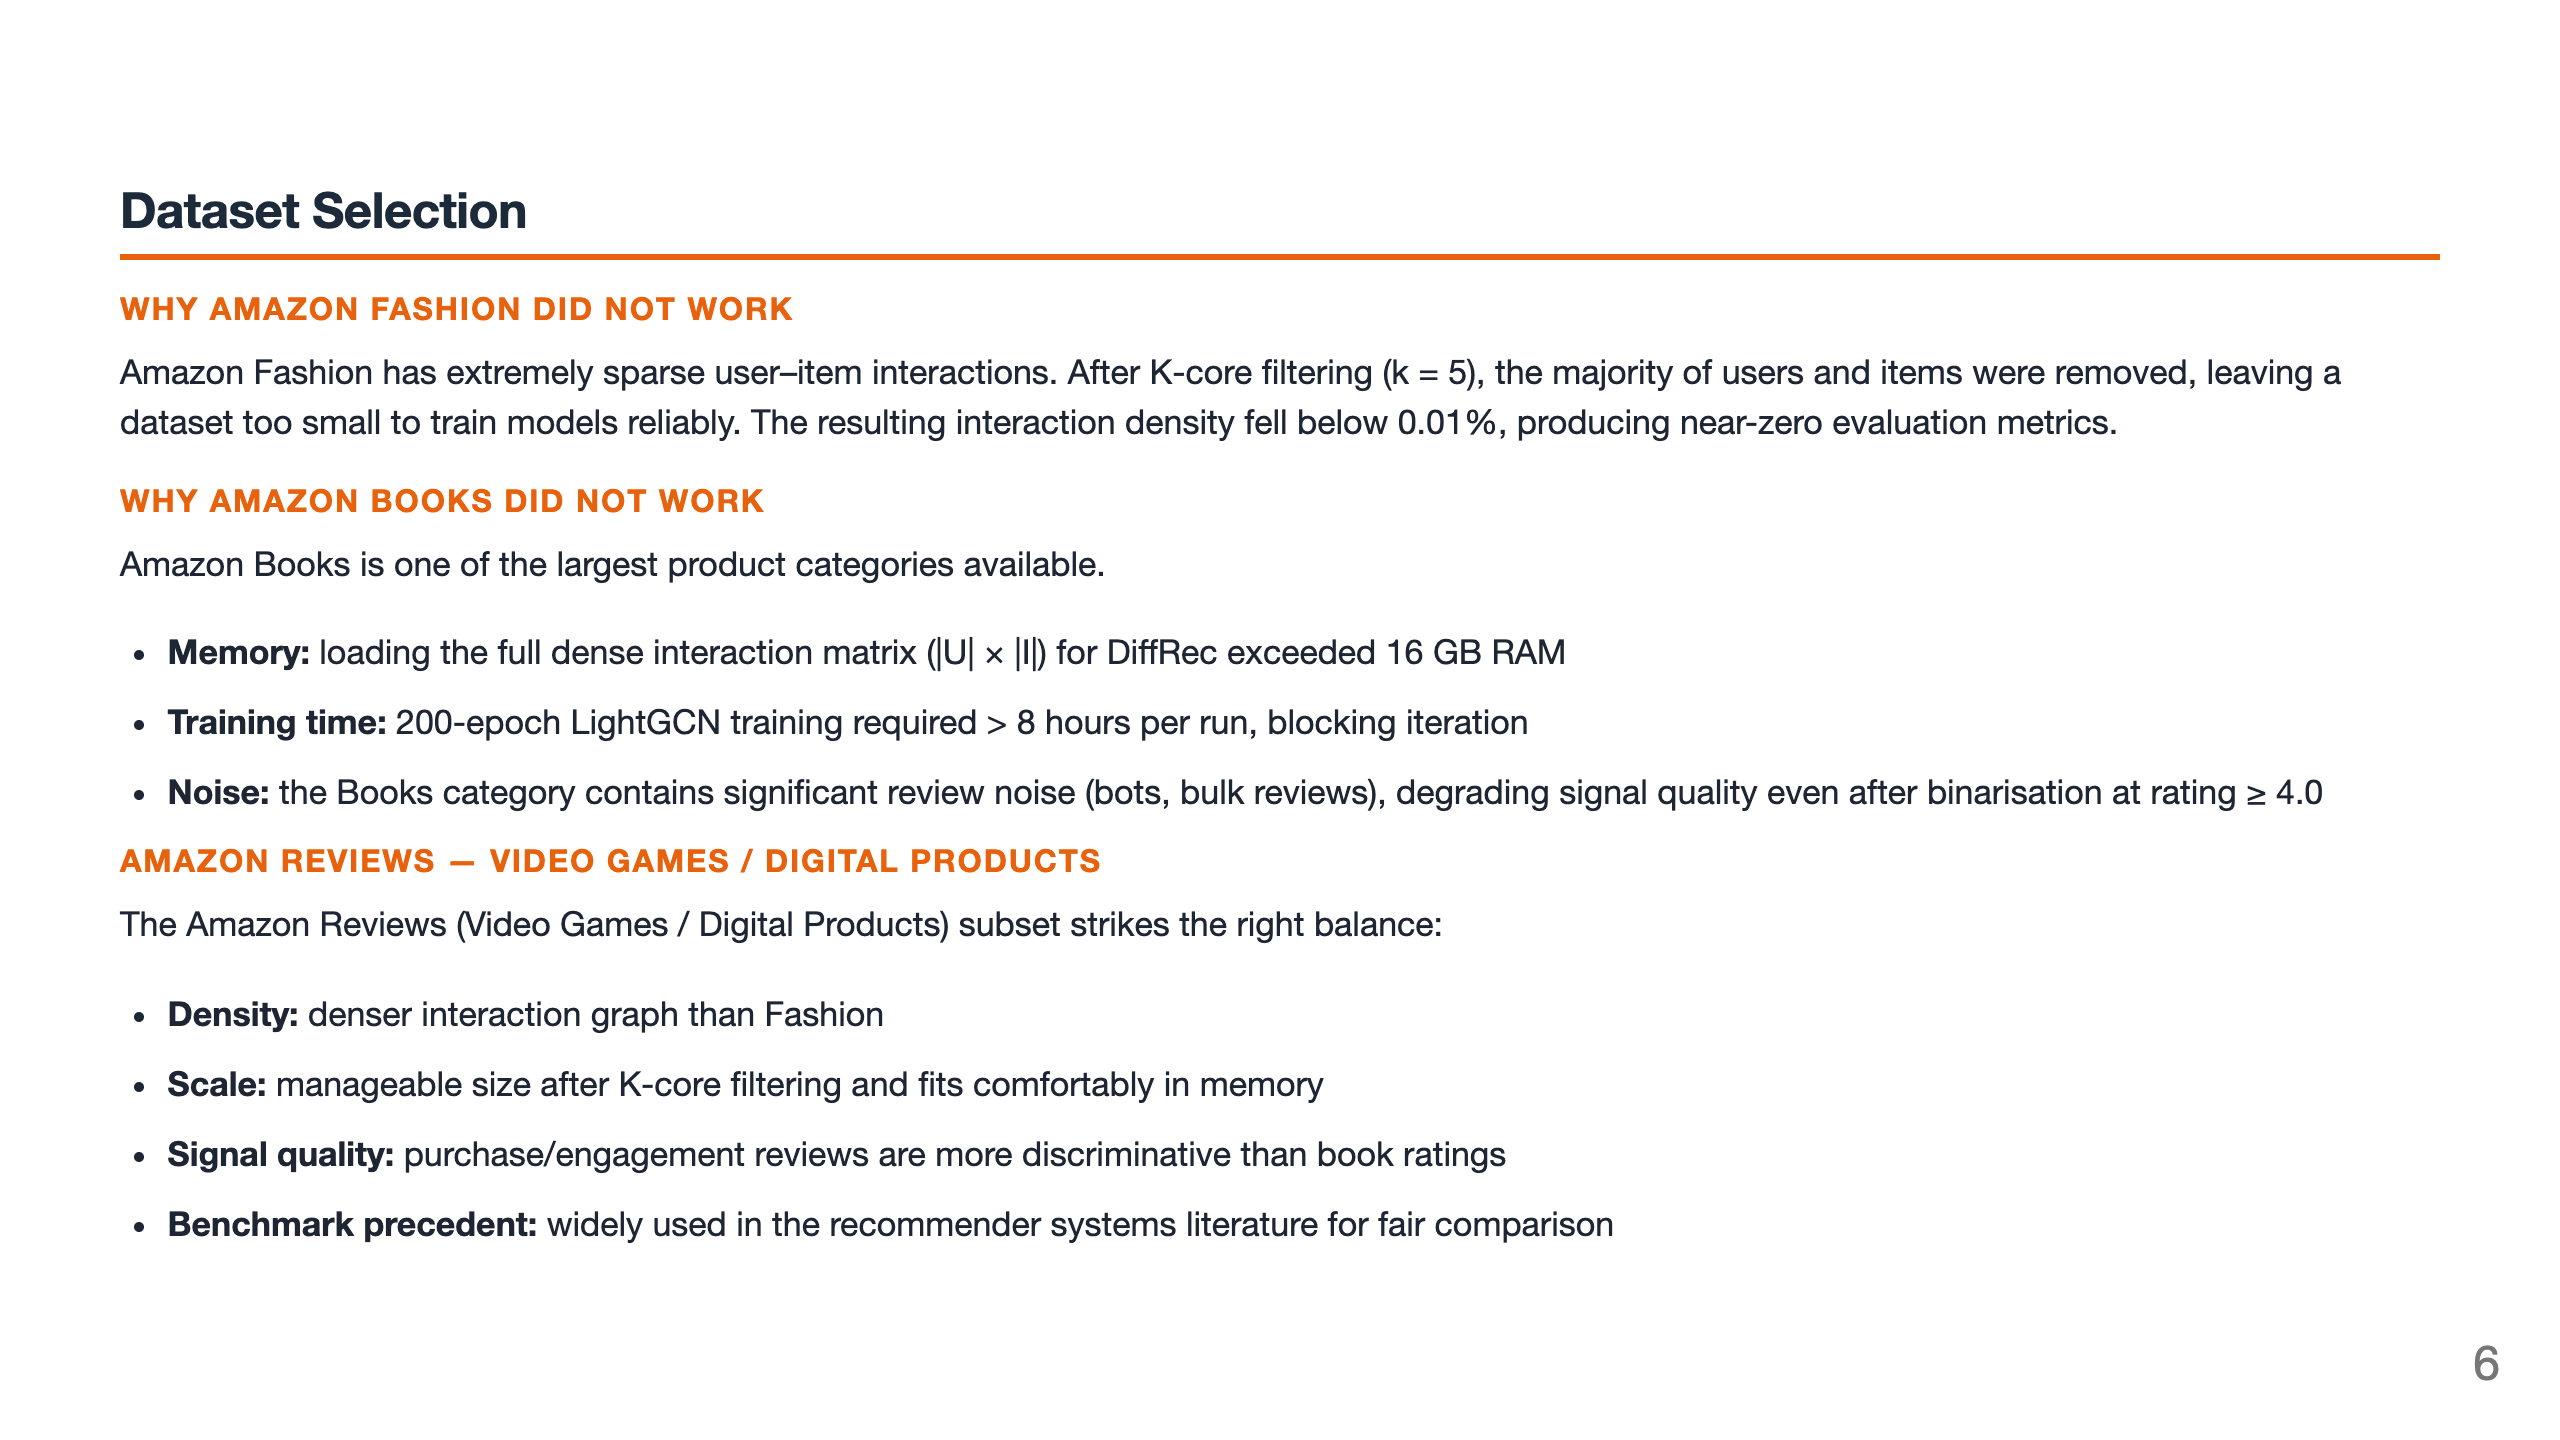 Dataset Selection
WHY AMAZON FASHION DID NOT WORK
Amazon Fashion has extremely sparse user–item interactions. After K-core filtering (k = 5), the majority of users and items were removed, leaving a
dataset too small to train models reliably. The resulting interaction density fell below 0.01%, producing near-zero evaluation metrics.
WHY AMAZON BOOKS DID NOT WORK
Amazon Books is one of the largest product categories available.
• Memory: loading the full dense interaction matrix (|U| × |I|) for DiffRec exceeded 16 GB RAM
• Training time: 200-epoch LightGCN training required > 8 hours per run, blocking iteration
• Noise: the Books category contains significant review noise (bots, bulk reviews), degrading signal quality even after binarisation at rating ≥ 4.0
AMAZON REVIEWS — VIDEO GAMES / DIGITAL PRODUCTS
The Amazon Reviews (Video Games / Digital Products) subset strikes the right balance:
• Density: denser interaction graph than Fashion
• Scale: manageable size after K-core filtering and fits comfortably in memory
• Signal quality: purchase/engagement reviews are more discriminative than book ratings
• Benchmark precedent: widely used in the recommender systems literature for fair comparison
6